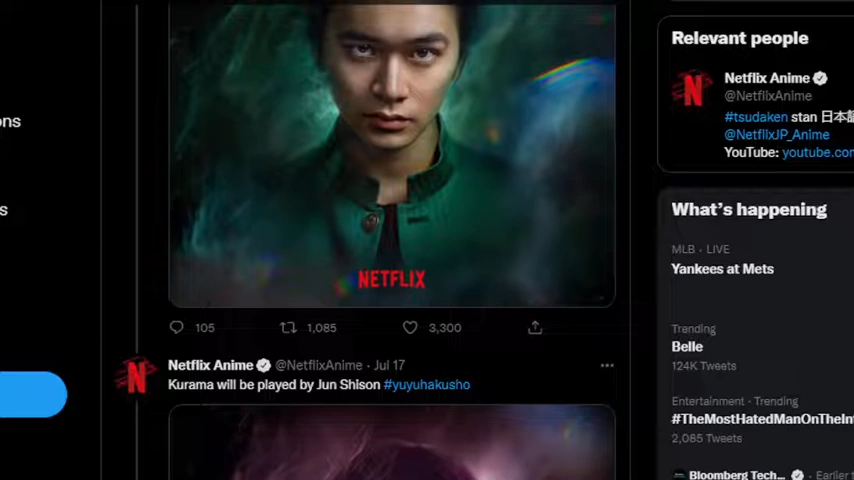 NETFLIX
105
1,085
3,300
Netflix Anime @NetflixAnime · Jul 17
Kurama will be played by Jun Shison #yuyuhakusho
ons
s
Relevant people
Netflix Anime
@NetflixAnime
#tsudaken stan 日本
@NetflixJP_Anime
YouTube: youtube.con
What's happening
MLB · LIVE
Yankees at Mets
Trending
Belle
124K Tweets
Entertainment · Trending
#TheMostHatedManOnTheInt
2,085 Tweets
Bloomberg Tech...
Earlier t